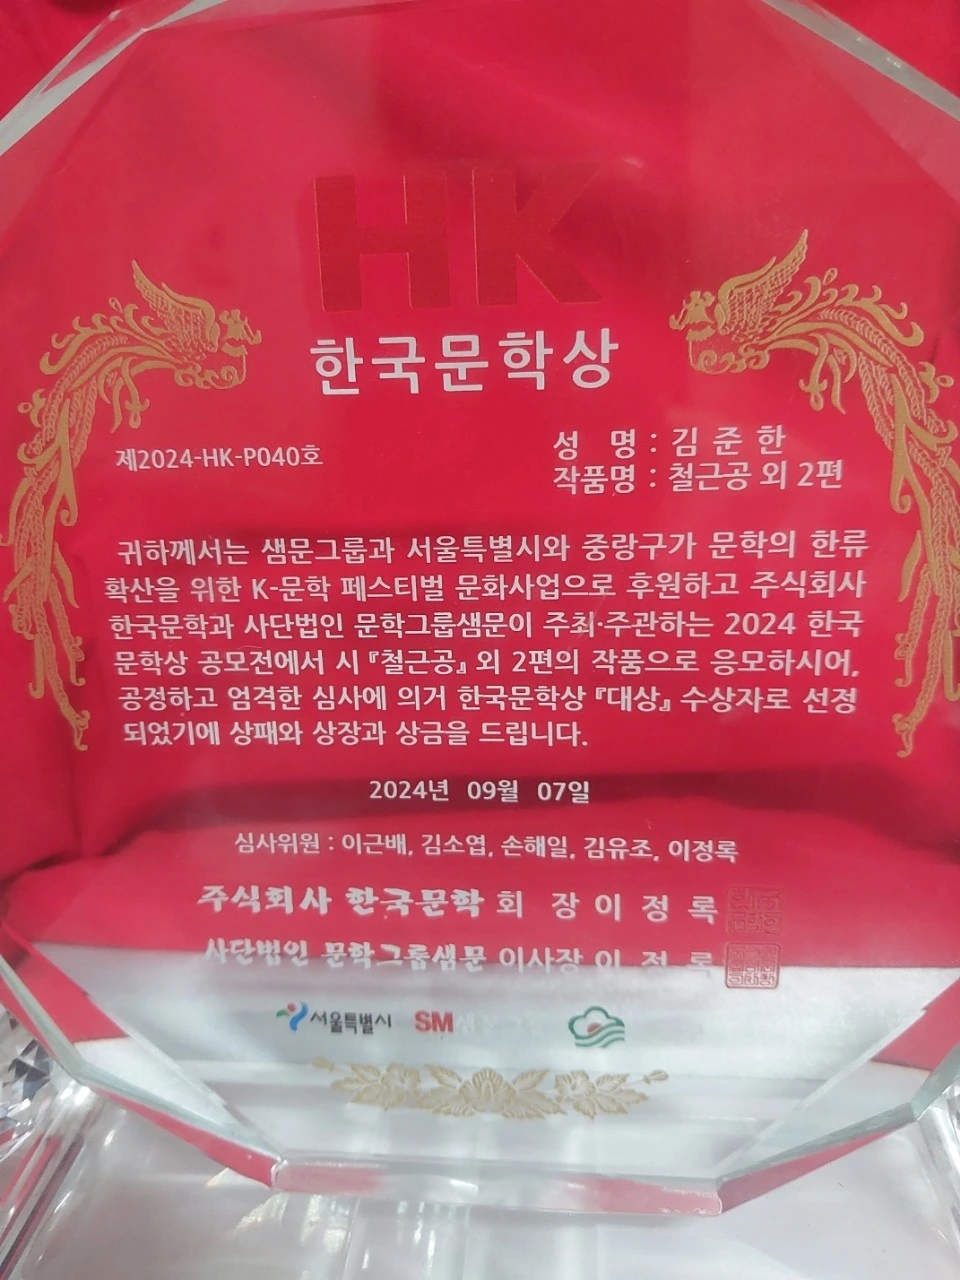 HK
한국문학상
제2024-HK-P040호
성 명 : 김 준 한
작품명 : 철근공 외 2편
귀하께서는 샘문그룹과 서울특별시와 중랑구가 문학의 한류
확산을 위한 K-문학 페스티벌 문화사업으로 후원하고 주식회사
한국문학과 사단법인 문학그룹샘문이 주최·주관하는 2024 한국
문학상 공모전에서 시 『철근공』 외 2편의 작품으로 응모하시어,
공정하고 엄격한 심사에 의거 한국문학상 『대상』 수상자로 선정
되었기에 상패와 상장과 상금을 드립니다.
2024년 09월 07일
심사위원 : 이근배, 김소엽, 손해일, 김유조, 이정록
주식회사 한국문학 회 장 이 정 록
사단법인 문학그룹샘문 이사장 이 정 록
서울특별시 SM